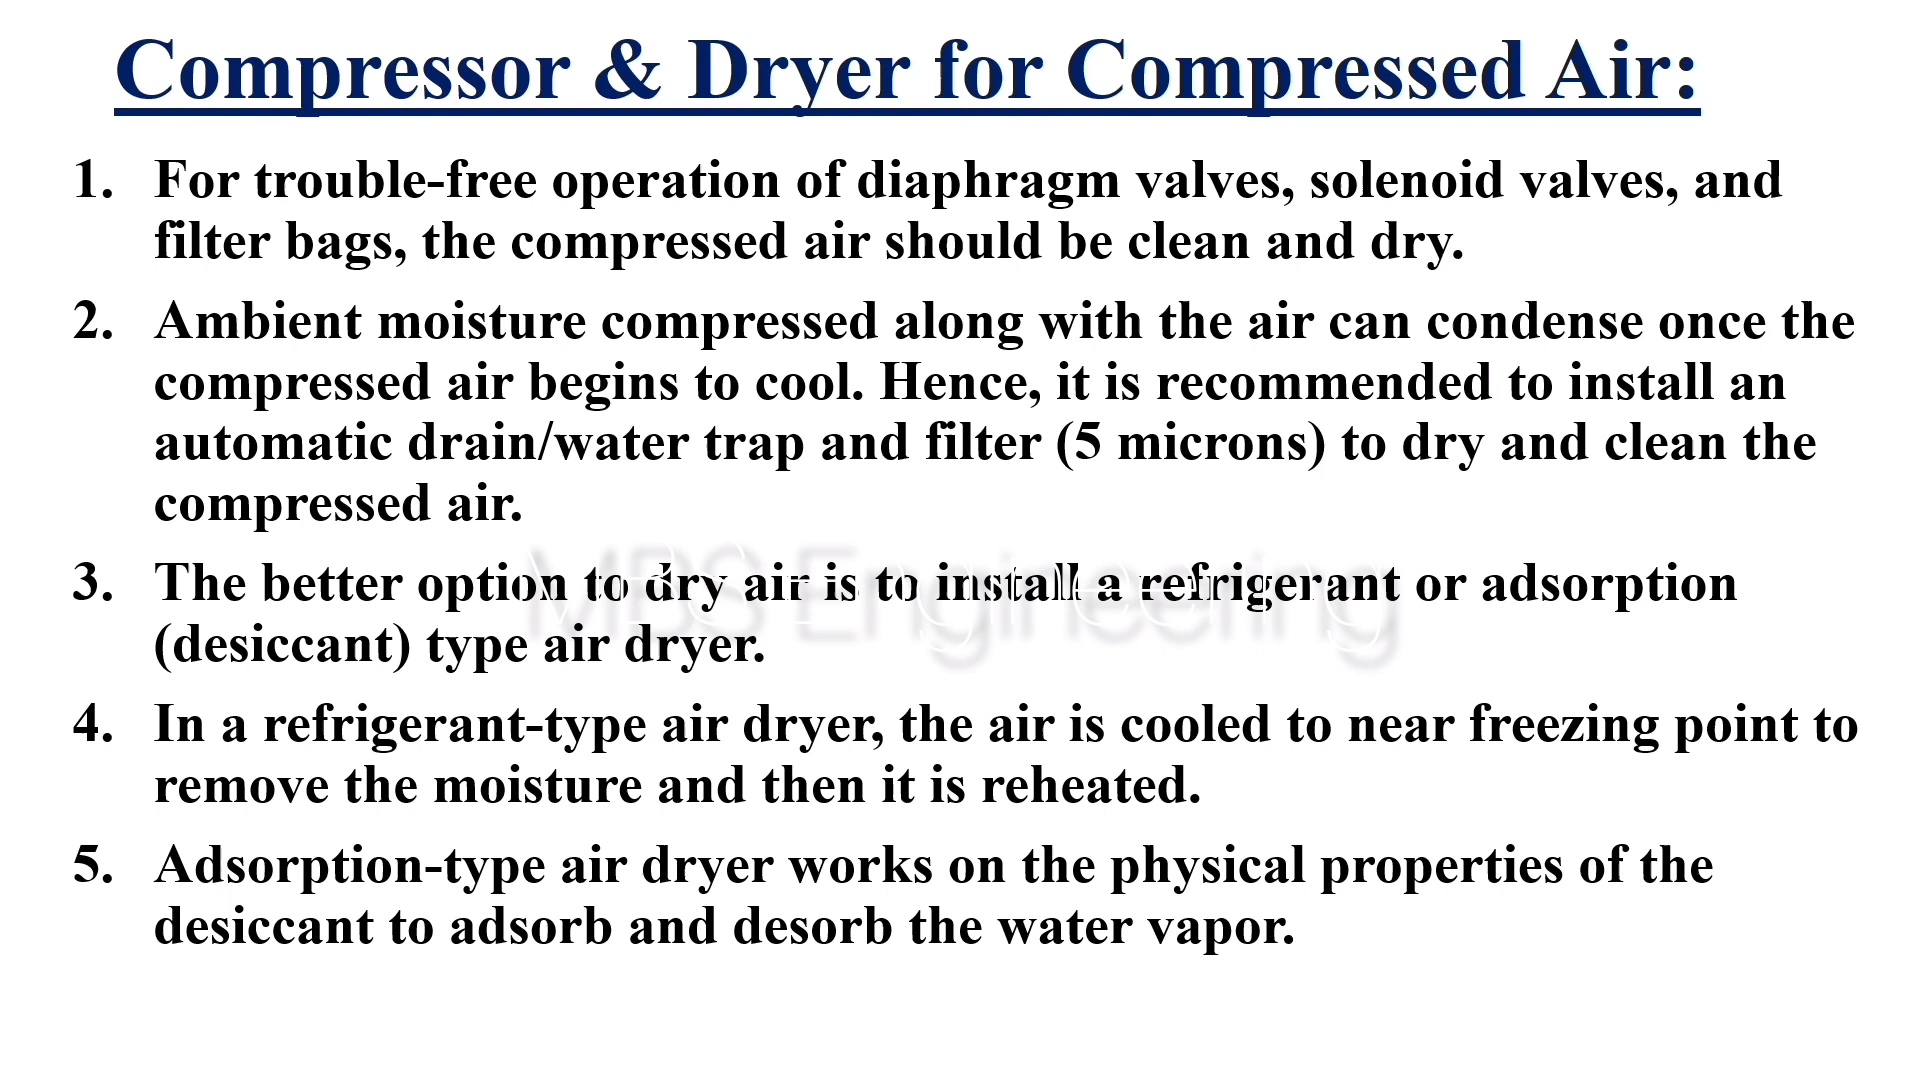 Compressor & Dryer for Compressed Air:
1. For trouble-free operation of diaphragm valves, solenoid valves, and
filter bags, the compressed air should be clean and dry.
2. Ambient moisture compressed along with the air can condense once the
compressed air begins to cool. Hence, it is recommended to install an
automatic drain/water trap and filter (5 microns) to dry and clean the
compressed air.
MBS Engineering
3. The better option to dry air is to install a refrigerant or adsorption
(desiccant) type air dryer.
4. In a refrigerant-type air dryer, the air is cooled to near freezing point to
remove the moisture and then it is reheated.
5. Adsorption-type air dryer works on the physical properties of the
desiccant to adsorb and desorb the water vapor.